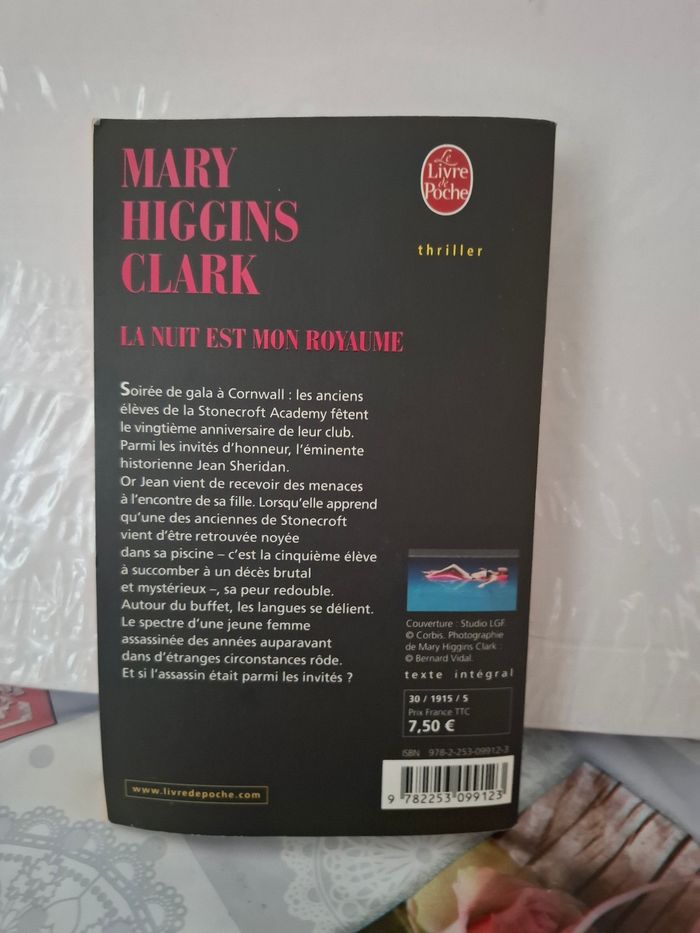 MARY
HIGGINS
CLARK
Le
Livre
de
Poche
thriller
LA NUIT EST MON ROYAUME
Soirée de gala à Cornwall : les anciens
élèves de la Stonecroft Academy fêtent
le vingtième anniversaire de leur club.
Parmi les invités d'honneur, l'éminente
historienne Jean Sheridan.
Or Jean vient de recevoir des menaces
à l'encontre de sa fille. Lorsqu'elle apprend
qu'une des anciennes de Stonecroft
vient d'être retrouvée noyée
dans sa piscine – c'est la cinquième élève
à succomber à un décès brutal
et mystérieux –, sa peur redouble.
Autour du buffet, les langues se délient.
Le spectre d'une jeune femme
assassinée des années auparavant
dans d'étranges circonstances rôde.
Et si l'assassin était parmi les invités ?
Couverture : Studio LGF.
© Corbis. Photographie
de Mary Higgins Clark :
© Bernard Vidal.
texte intégral
30 / 1915 / 5
Prix France TTC
7,50 €
ISBN 978-2-253-09912-3
9 782253 099123
www.livredepoche.com